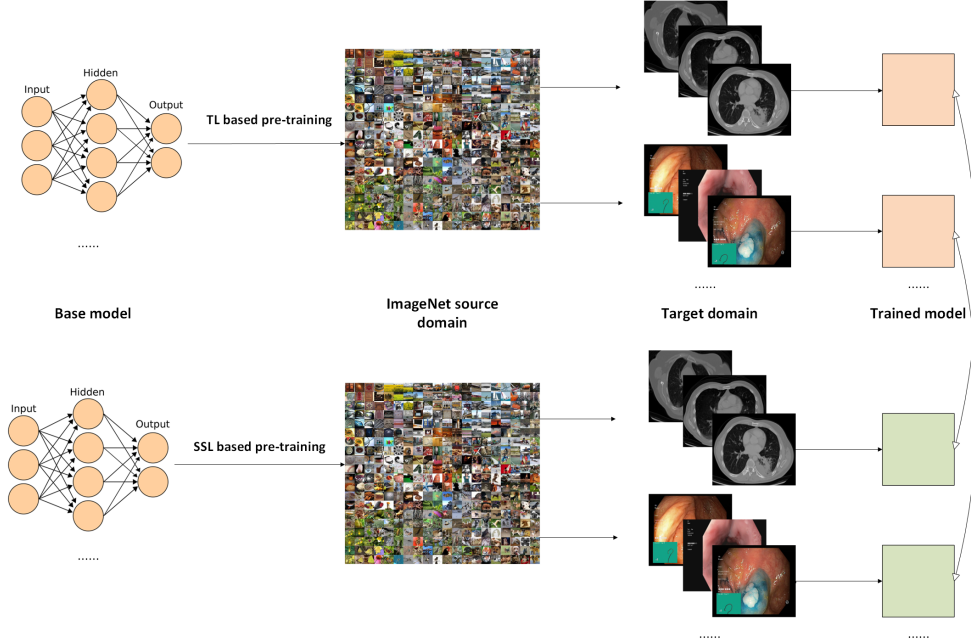 Hidden
Input
Output
TL based pre-training
......
......
......
Base model
ImageNet source
domain
Target domain
Trained model
Hidden
Input
Output
SSL based pre-training
......
......
......